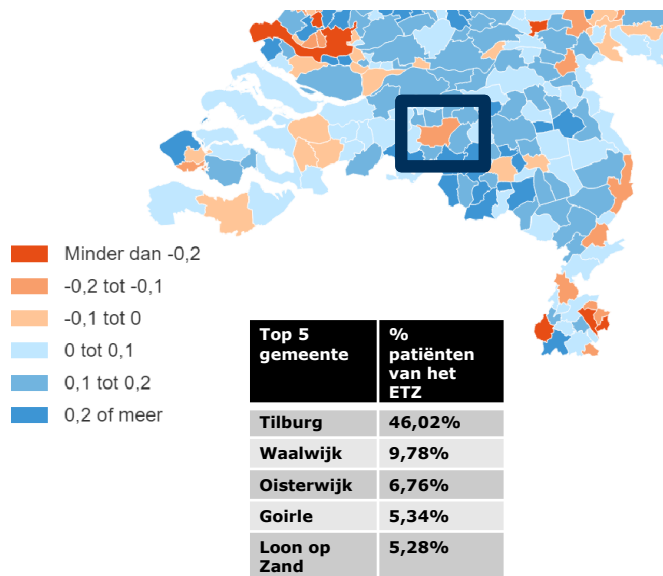 Minder dan -0,2
-0,2 tot -0,1
-0,1 tot 0
0 tot 0,1
0,1 tot 0,2
0,2 of meer
Top 5 gemeente
% patiënten van het ETZ
Tilburg 46,02%
Waalwijk 9,78%
Oisterwijk 6,76%
Goirle 5,34%
Loon op Zand 5,28%